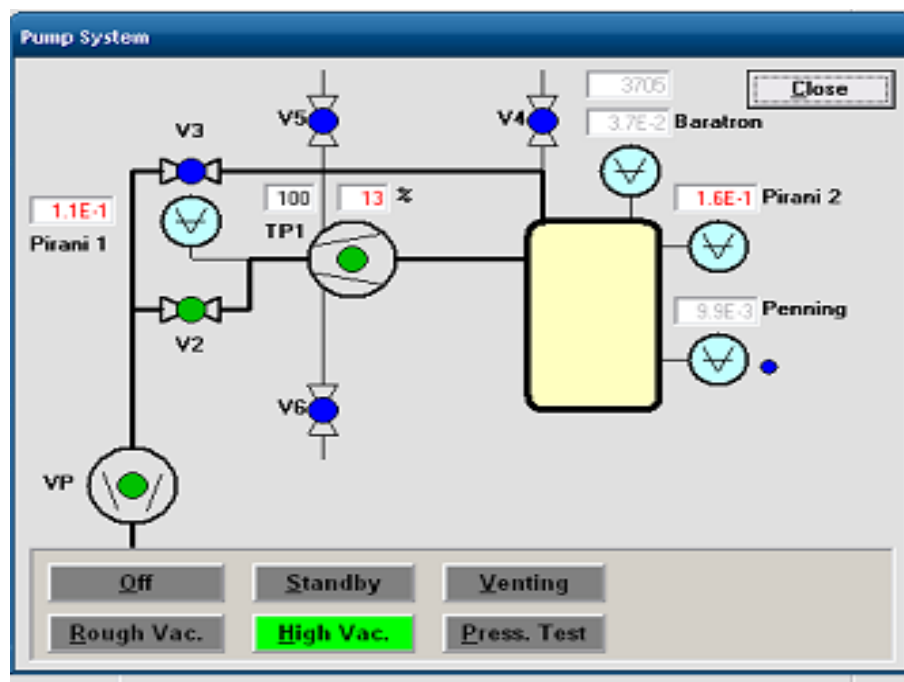 Pump System
3705
Close
V5
V4
3.7E-2 Baratron
V3
1.1E-1
100 13 %
1.6E-1 Pirani 2
Pirani 1
TP1
9.9E-3 Penning
V2
V6
VP
Off Standby Venting
Rough Vac. High Vac. Press. Test